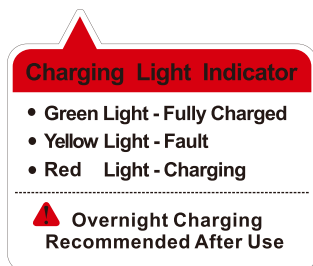 Charging Light Indicator
• Green Light - Fully Charged
• Yellow Light - Fault
• Red Light - Charging
! Overnight Charging
Recommended After Use